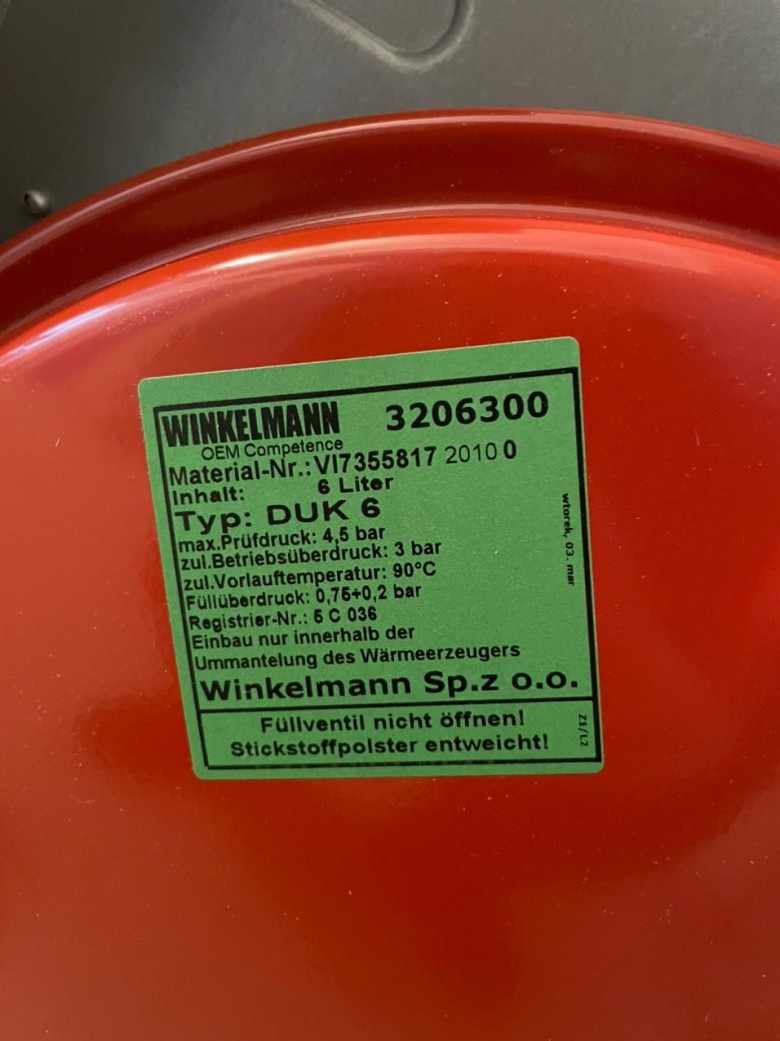 WINKELMANN 3206300
OEM Competence
Material-Nr.: VI7355817 2010 0
Inhalt: 6 Liter
Typ: DUK 6
max.Prüfdruck: 4,5 bar
zul.Betriebsüberdruck: 3 bar
zul.Vorlauftemperatur: 90°C
Füllüberdruck: 0,75+0,2 bar
Registrier-Nr.: 5 C 036
Einbau nur innerhalb der
Ummantelung des Wärmeerzeugers
Winkelmann Sp.z o.o.
wtorek, 03. mar
Füllventil nicht öffnen!
Stickstoffpolster entweicht!
Z1/L2